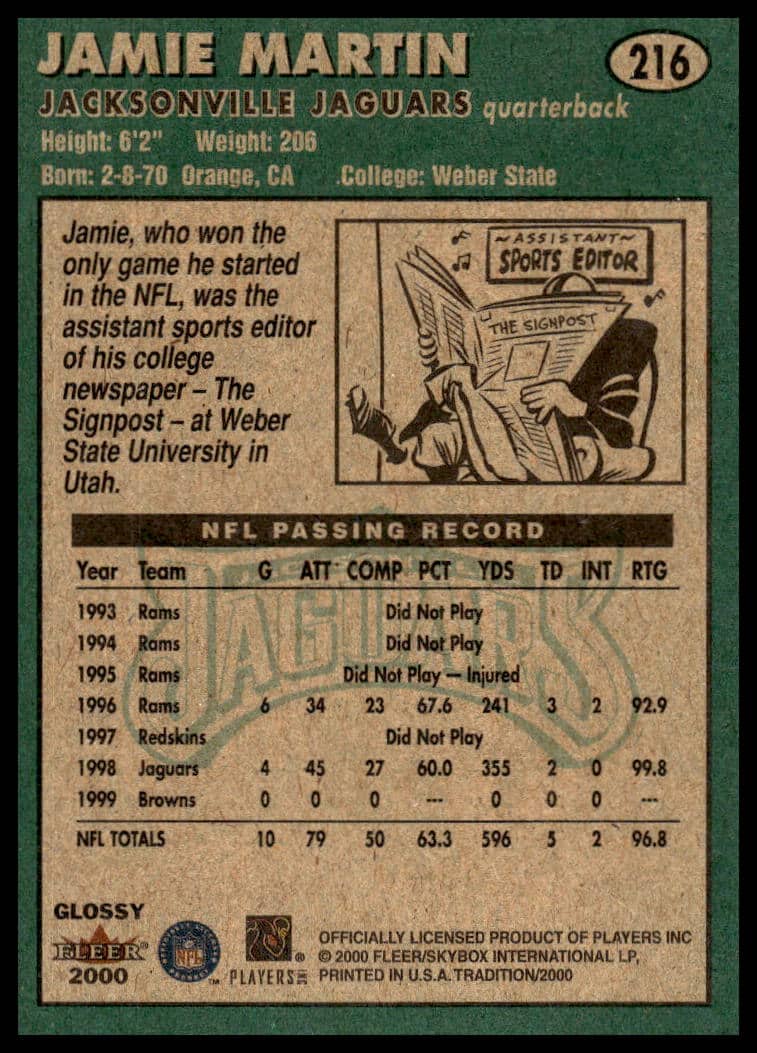 JAMIE MARTIN
216
JACKSONVILLE JAGUARS quarterback
Height: 6'2" Weight: 206
Born: 2-8-70 Orange, CA .College: Weber State
Jamie, who won the
only game he started
in the NFL, was the
assistant sports editor
of his college
newspaper – The
Signpost – at Weber
State University in
Utah.
~ASSISTANT~
SPORTS EDITOR
THE SIGNPOST
NFL PASSING RECORD
Year Team G ATT COMP PCT YDS TD INT RTG
1993 Rams Did Not Play
1994 Rams Did Not Play
1995 Rams Did Not Play — Injured
1996 Rams 6 34 23 67.6 241 3 2 92.9
1997 Redskins Did Not Play
1998 Jaguars 4 45 27 60.0 355 2 0 99.8
1999 Browns 0 0 0 --- 0 0 0 ---
NFL TOTALS 10 79 50 63.3 596 5 2 96.8
JAGUARS
GLOSSY
FLEER®
2000
NFL
™
®
PLAYERS INC
OFFICIALLY LICENSED PRODUCT OF PLAYERS INC
© 2000 FLEER/SKYBOX INTERNATIONAL LP,
PRINTED IN U.S.A. TRADITION/2000